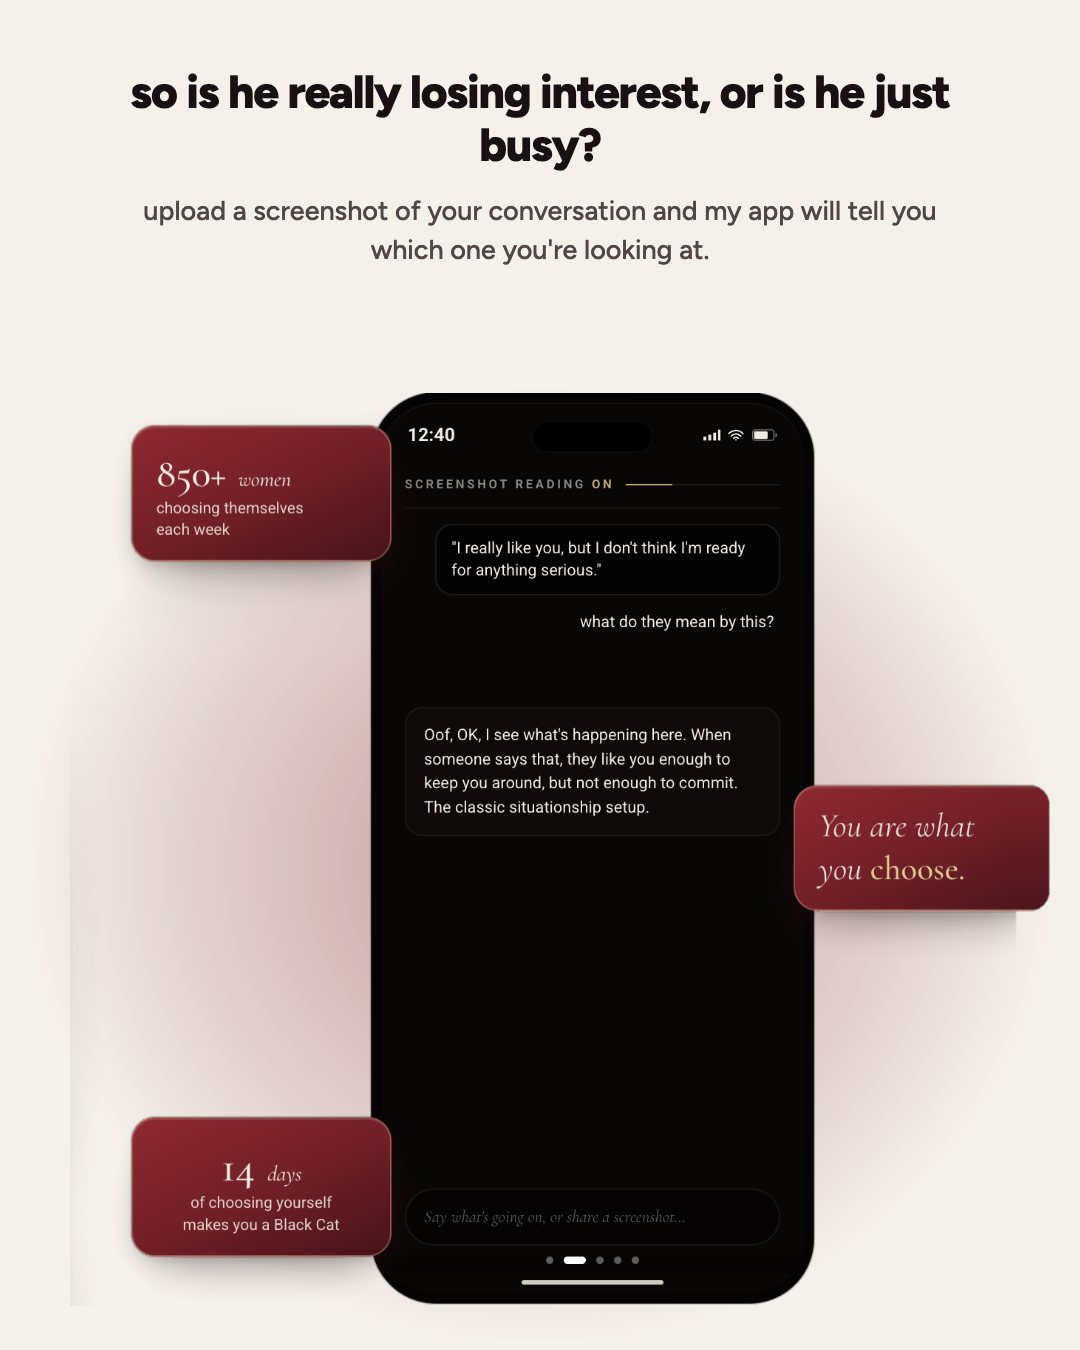 so is he really losing interest, or is he just
busy?
upload a screenshot of your conversation and my app will tell you
which one you're looking at.
850+ women
choosing themselves
each week
12:40
SCREENSHOT READING ON
"I really like you, but I don't think I'm ready
for anything serious."
what do they mean by this?
Oof, OK, I see what's happening here. When
someone says that, they like you enough to
keep you around, but not enough to commit.
The classic situationship setup.
You are what
you choose.
14 days
of choosing yourself
makes you a Black Cat
Say what's going on, or share a screenshot...